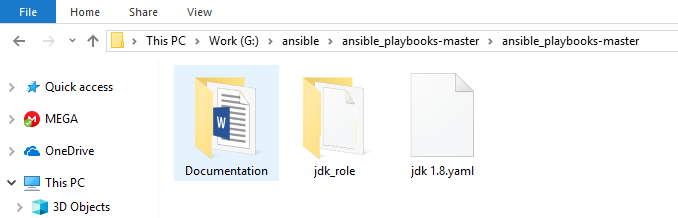 File Home Share View
This PC > Work (G:) > ansible > ansible_playbooks-master > ansible_playbooks-master
Quick access
MEGA
OneDrive
This PC
3D Objects
W
Documentation
jdk_role
jdk 1.8.yaml